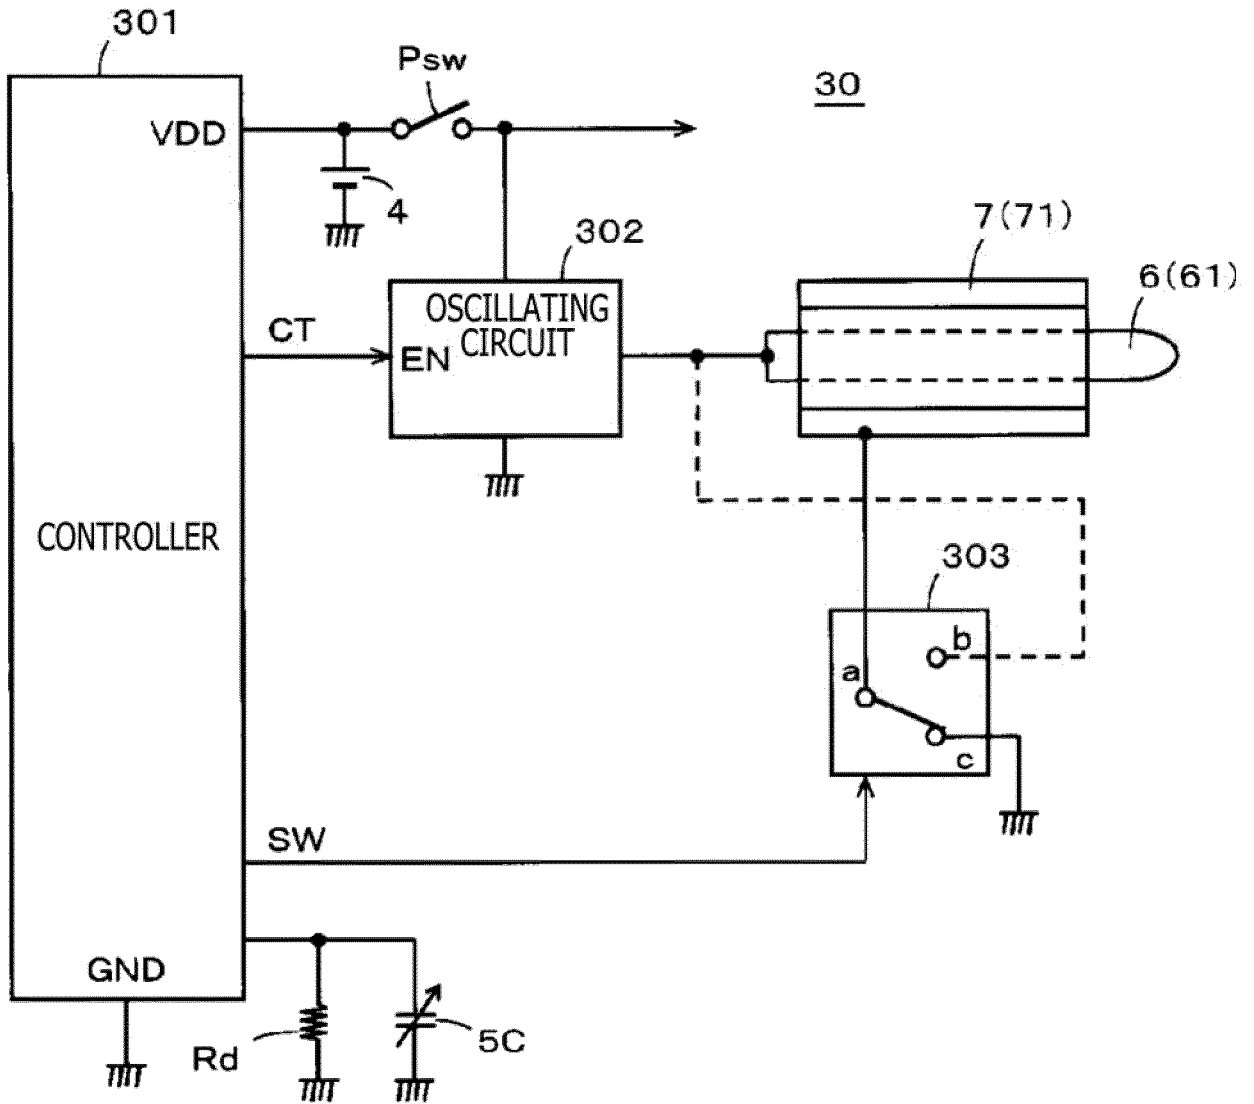 301
Psw
30
VDD
4
302
7(71)
6(61)
OSCILLATING
CIRCUIT
CT
EN
CONTROLLER
303
b
a
c
SW
GND
Rd
5C